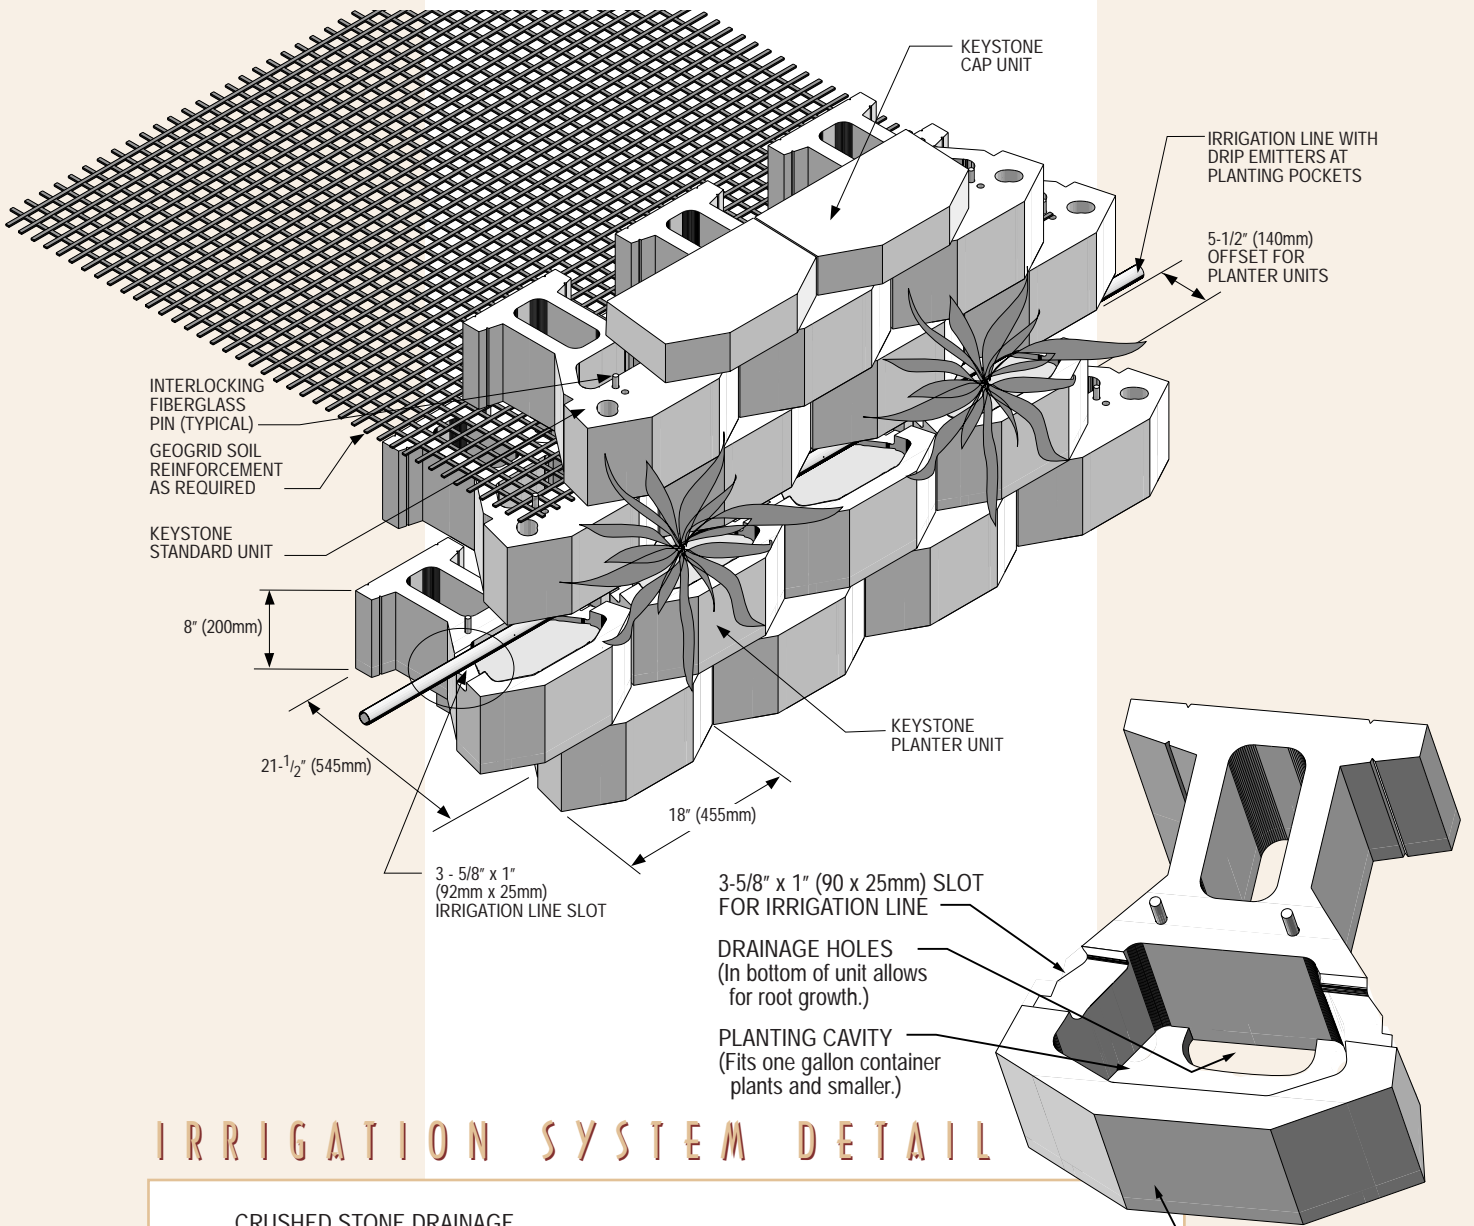 KEYSTONE
CAP UNIT
IRRIGATION LINE WITH
DRIP EMITTERS AT
PLANTING POCKETS
5-1/2" (140mm)
OFFSET FOR
PLANTER UNITS
INTERLOCKING
FIBERGLASS
PIN (TYPICAL)
GEOGRID SOIL
REINFORCEMENT
AS REQUIRED
KEYSTONE
STANDARD UNIT
8" (200mm)
21-1/2" (545mm)
18" (455mm)
KEYSTONE
PLANTER UNIT
3 - 5/8" x 1"
(92mm x 25mm)
IRRIGATION LINE SLOT
3-5/8" x 1" (90 x 25mm) SLOT
FOR IRRIGATION LINE
DRAINAGE HOLES
(In bottom of unit allows
for root growth.)
PLANTING CAVITY
(Fits one gallon container
plants and smaller.)
IRRIGATION SYSTEM DETAIL
CRUSHED STONE DRAINAGE